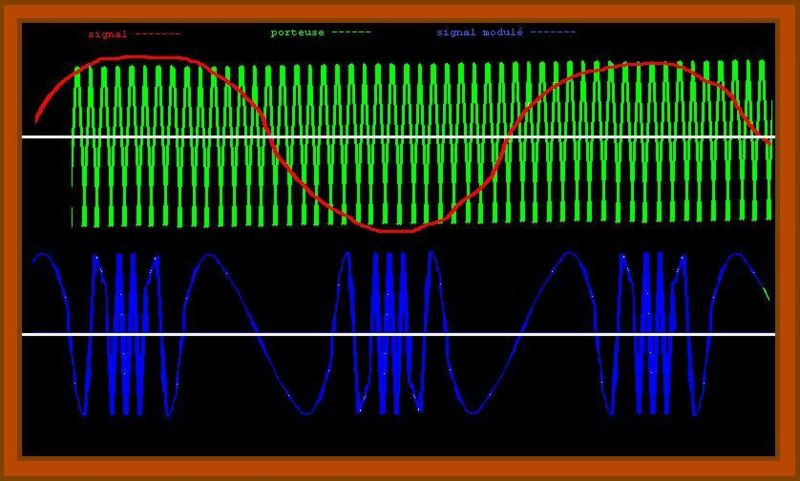 signal -------
porteuse ------
signal modulé -------